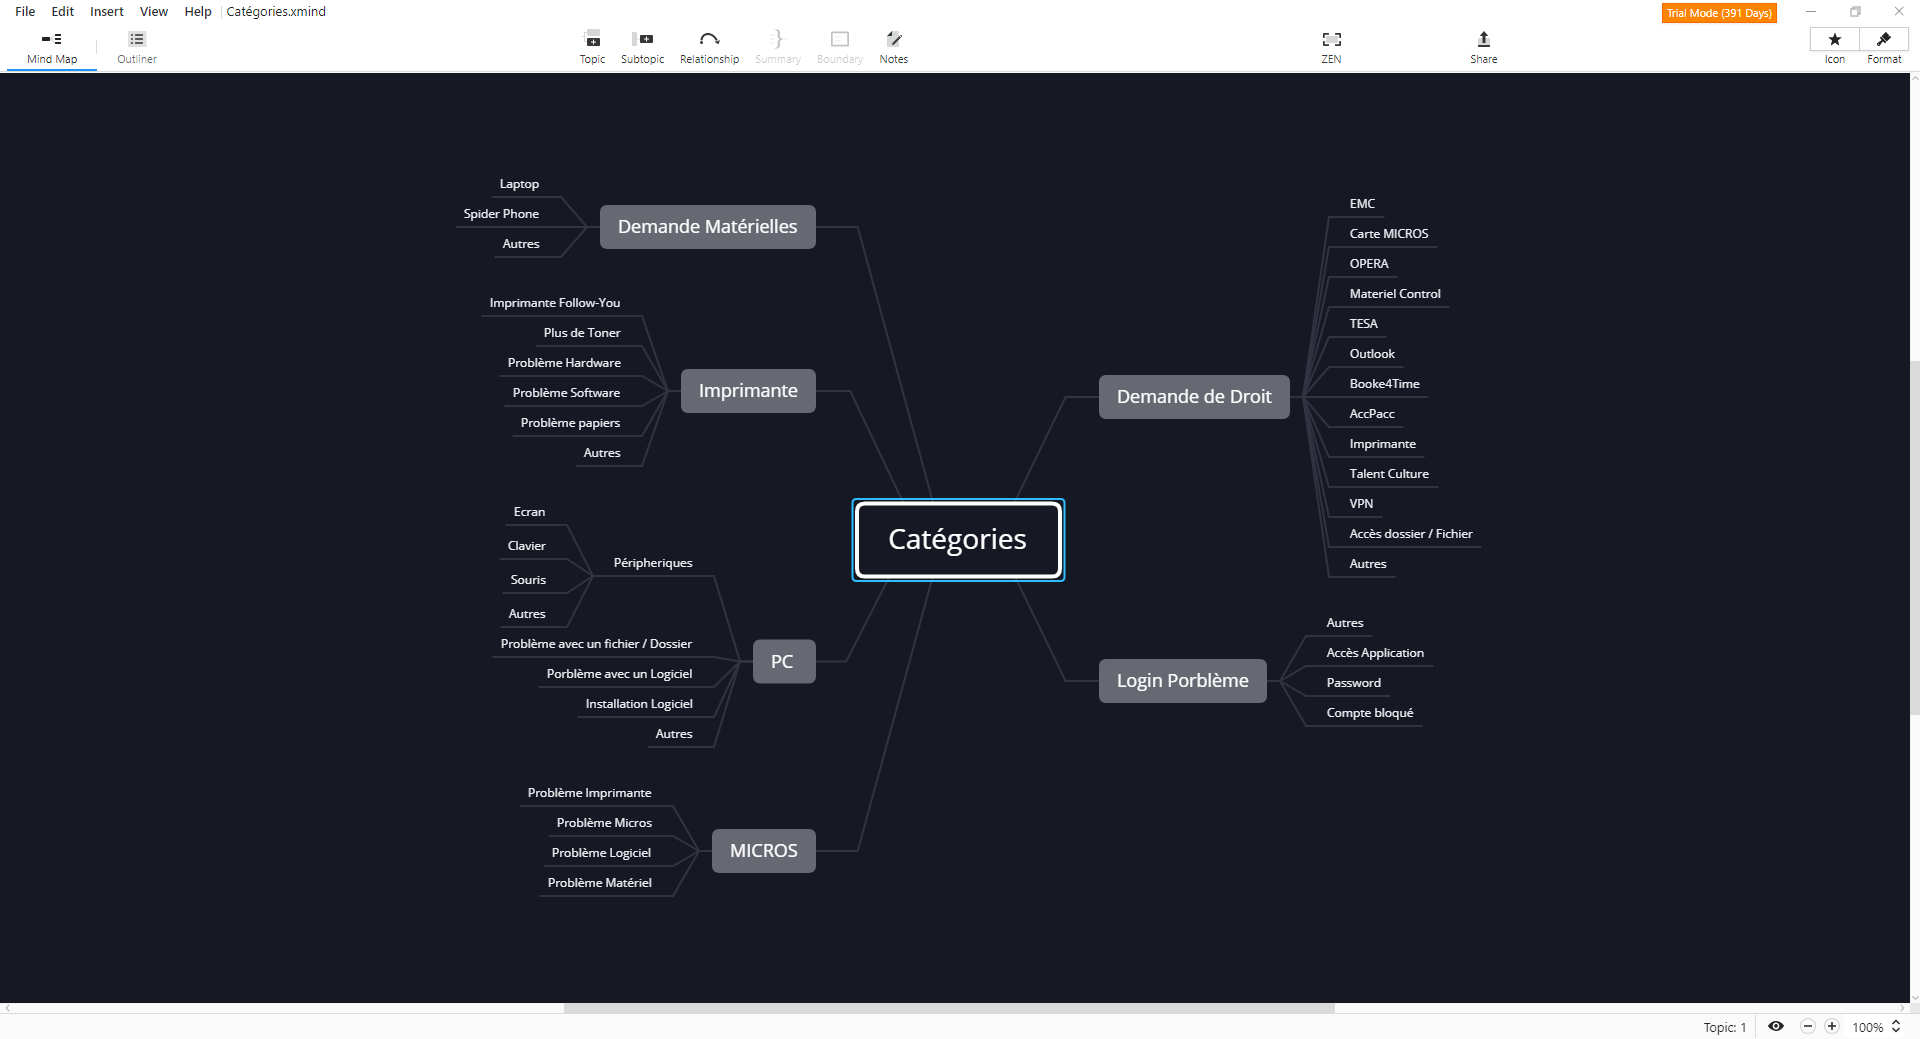 File Edit Insert View Help Catégories.xmind
Trial Mode (391 Days)
Mind Map Outliner Topic Subtopic Relationship Summary Boundary Notes ZEN Share Icon Format
Demande Matérielles
Laptop
Spider Phone
Autres
Imprimante
Imprimante Follow-You
Plus de Toner
Problème Hardware
Problème Software
Problème papiers
Autres
PC
Péripheriques
Ecran
Clavier
Souris
Autres
Problème avec un fichier / Dossier
Porblème avec un Logiciel
Installation Logiciel
Autres
MICROS
Problème Imprimante
Problème Micros
Problème Logiciel
Problème Matériel
Catégories
Demande de Droit
EMC
Carte MICROS
OPERA
Materiel Control
TESA
Outlook
Booke4Time
AccPacc
Imprimante
Talent Culture
VPN
Accès dossier / Fichier
Autres
Login Porblème
Autres
Accès Application
Password
Compte bloqué
Topic: 1 100%